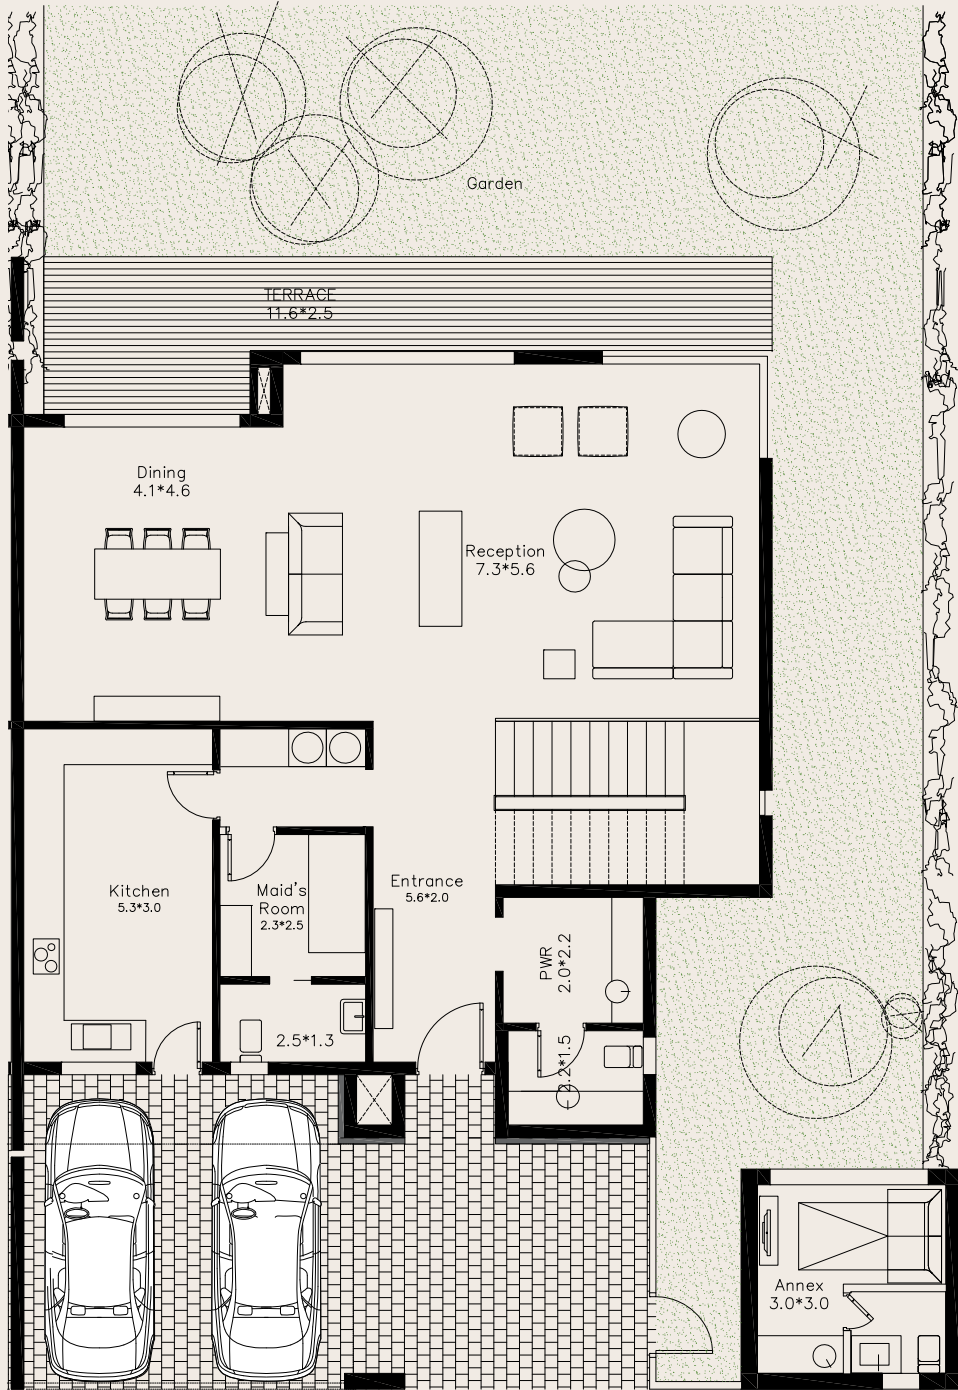 Garden
TERRACE
11.6*2.5
Dining
4.1*4.6
Reception
7.3*5.6
Kitchen
5.3*3.0
Maid's
Room
2.3*2.5
Entrance
5.6*2.0
PWR
2.0*2.2
2.5*1.3
2.2*1.5
Annex
3.0*3.0